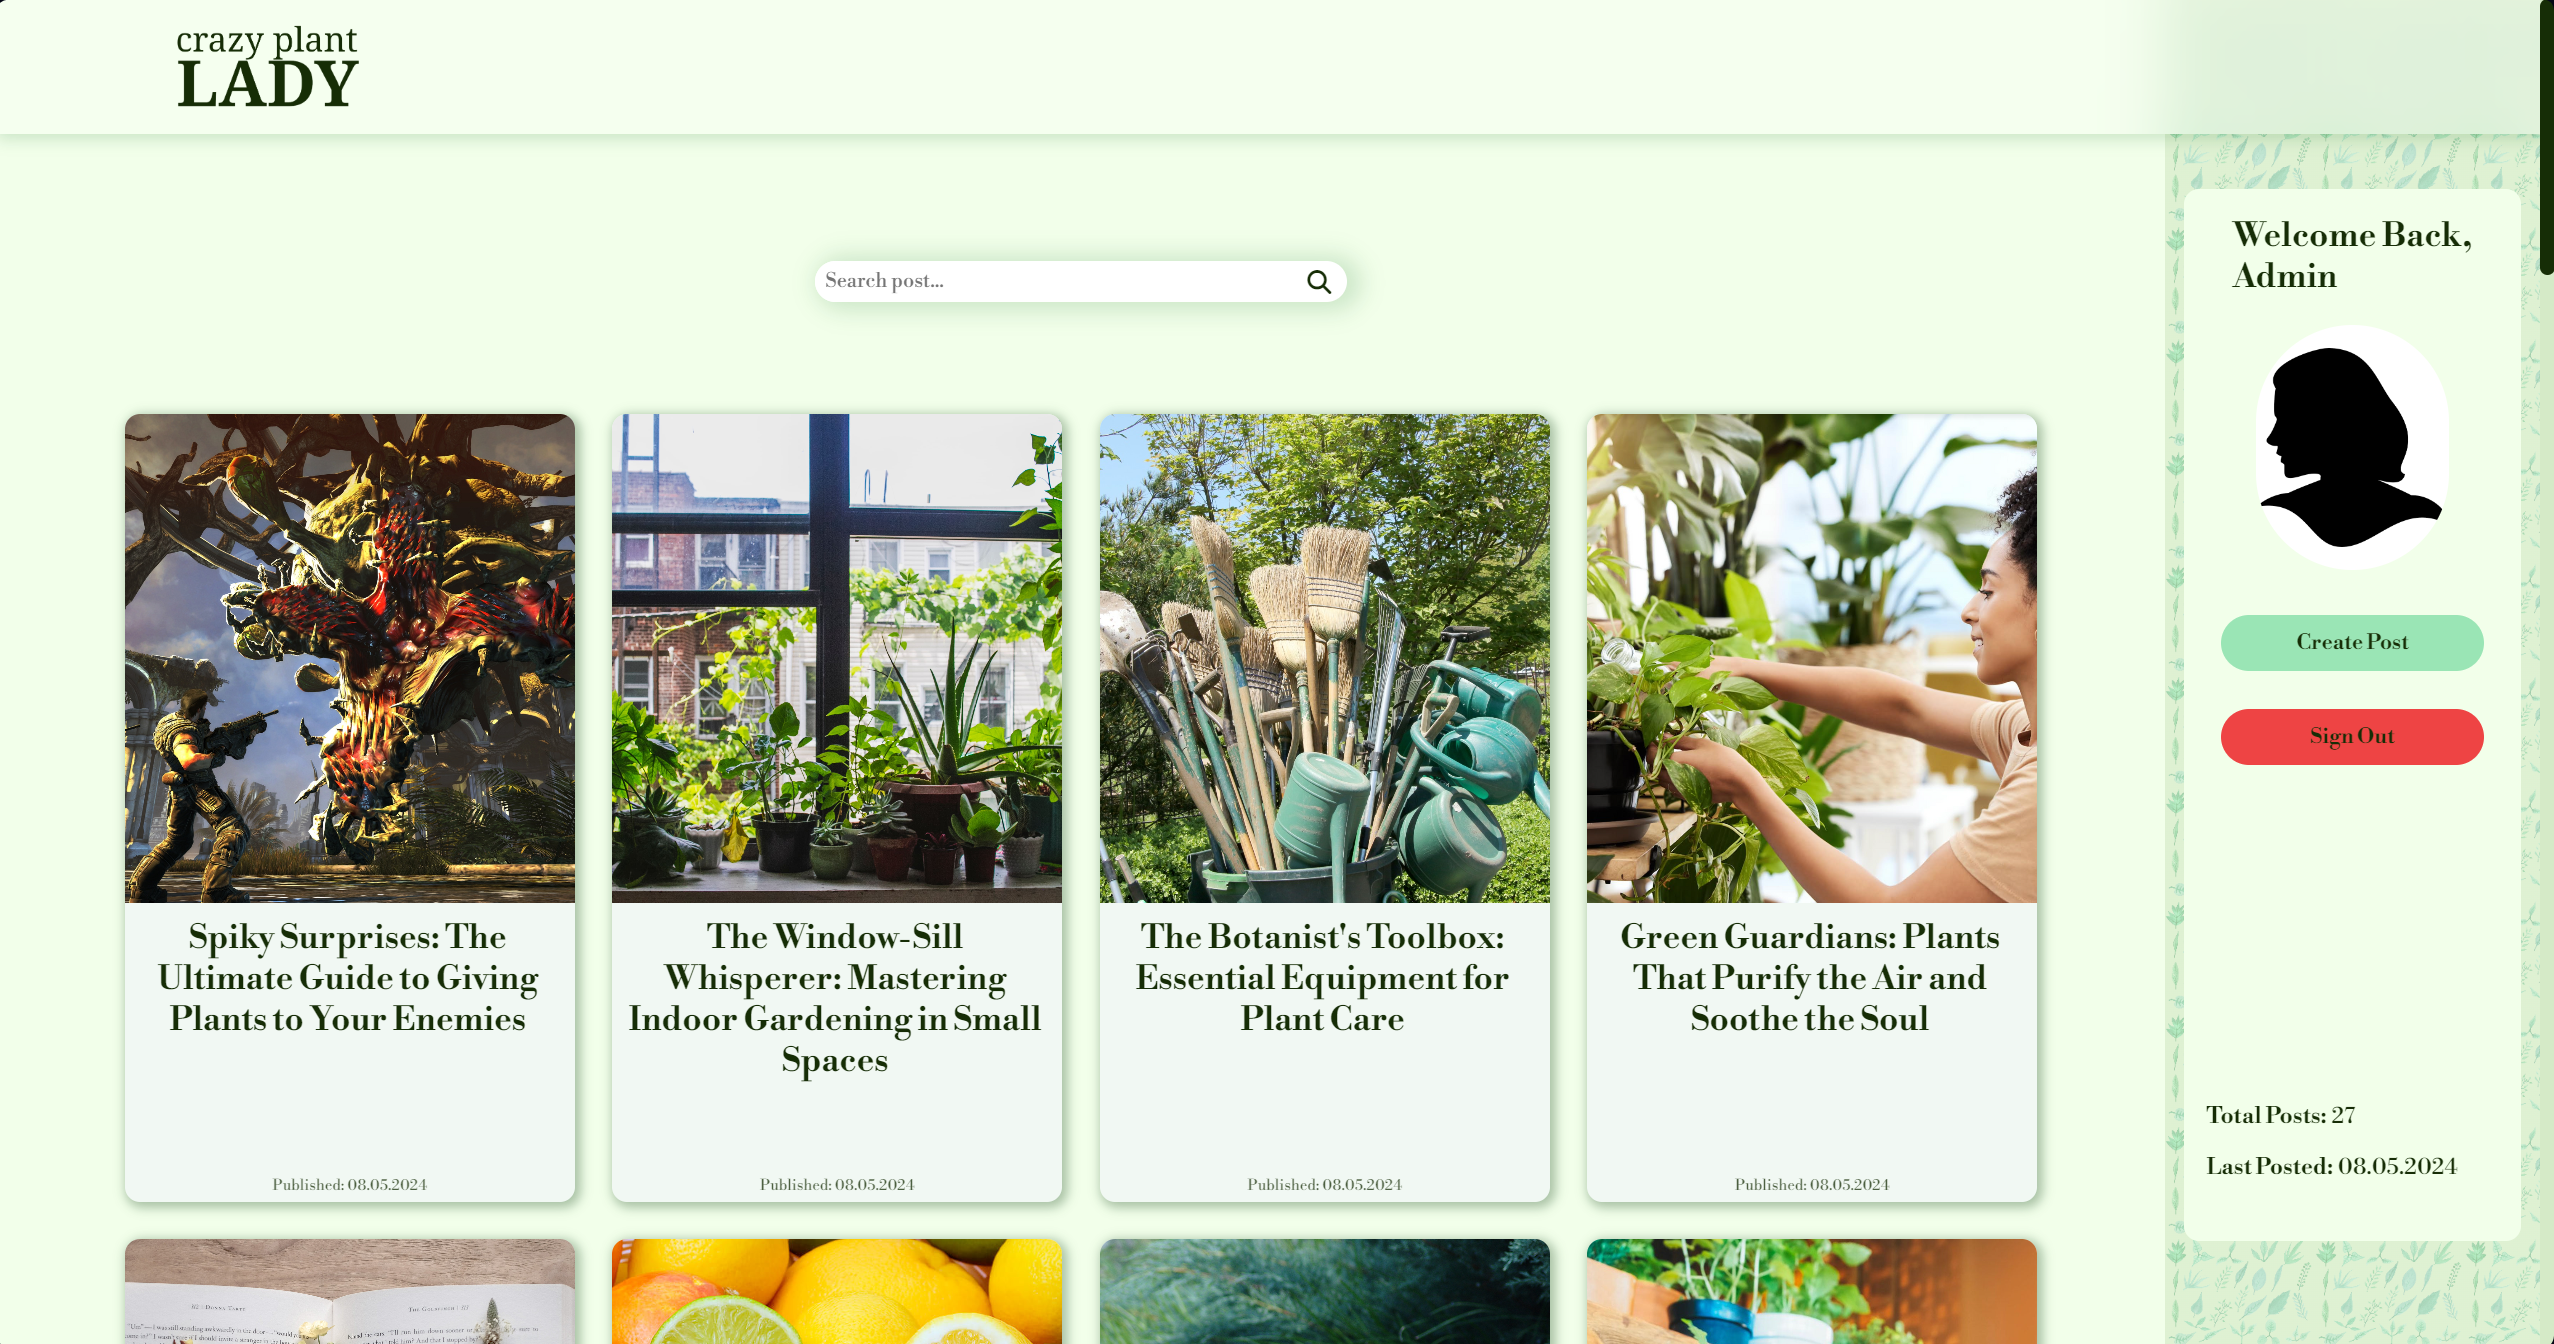 crazy plant
LADY
Search post...
Welcome Back,
Admin
Create Post
Sign Out
Total Posts: 27
Last Posted: 08.05.2024
Spiky Surprises: The
Ultimate Guide to Giving
Plants to Your Enemies
Published: 08.05.2024
The Window-Sill
Whisperer: Mastering
Indoor Gardening in Small
Spaces
Published: 08.05.2024
The Botanist's Toolbox:
Essential Equipment for
Plant Care
Published: 08.05.2024
Green Guardians: Plants
That Purify the Air and
Soothe the Soul
Published: 08.05.2024